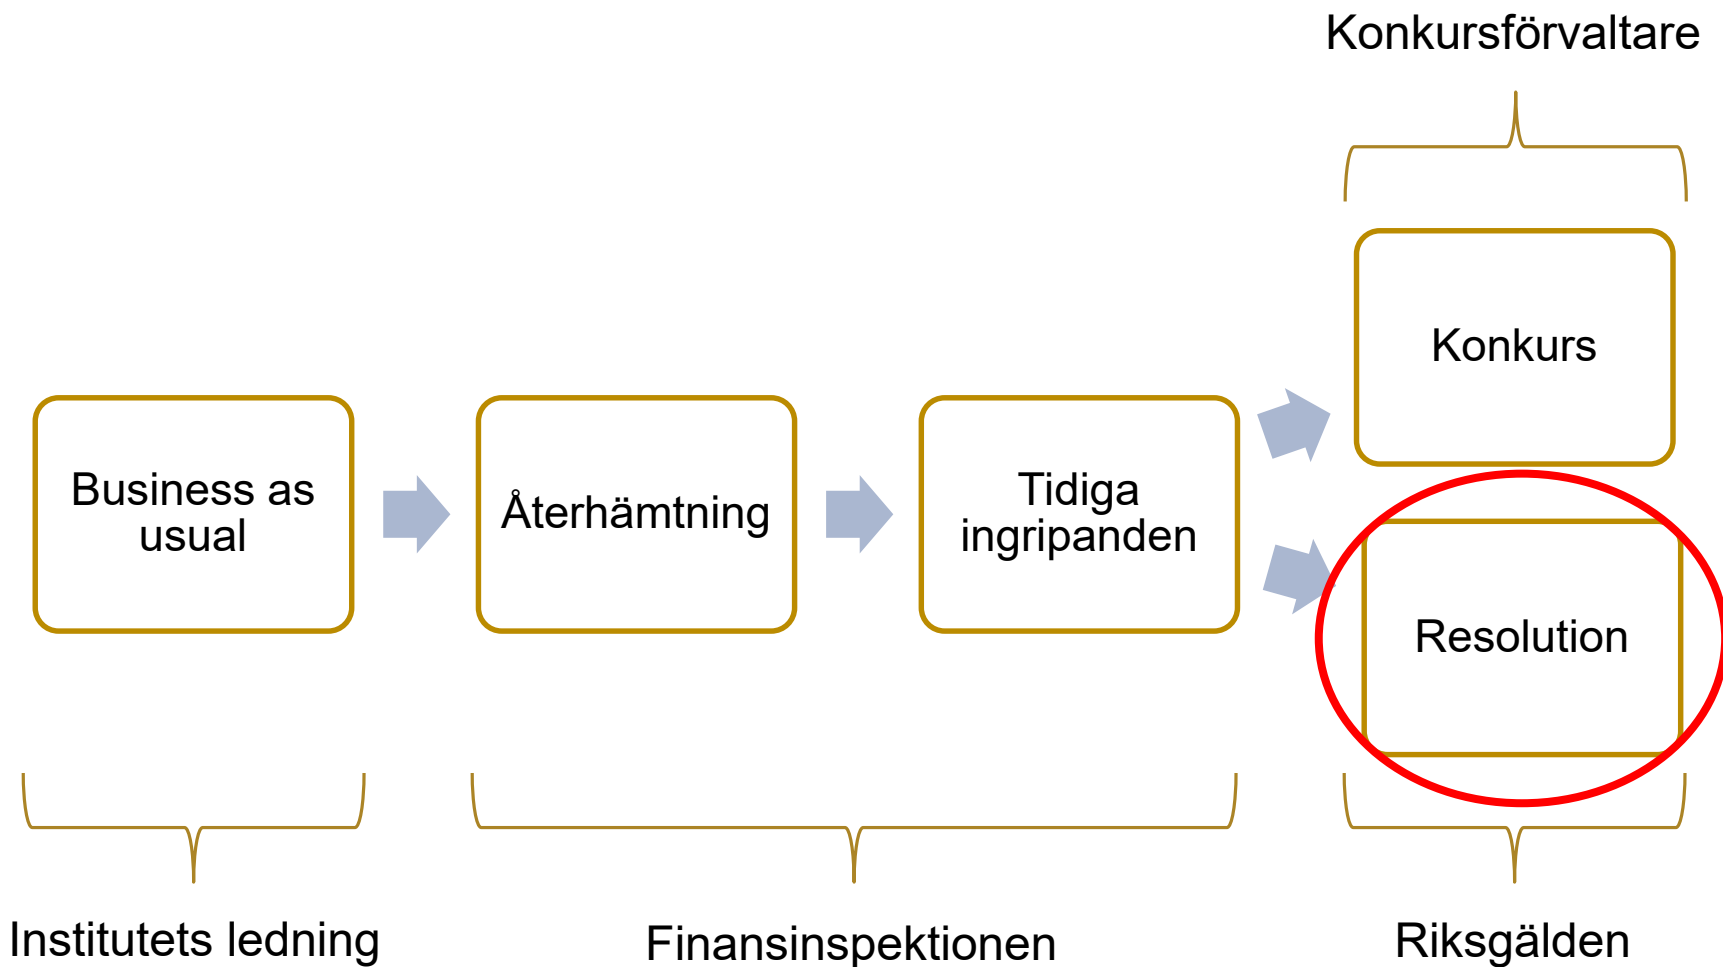 Konkursförvaltare
Konkurs
Business as
usual
Återhämtning
Tidiga
ingripanden
Resolution
Institutets ledning
Finansinspektionen
Riksgälden